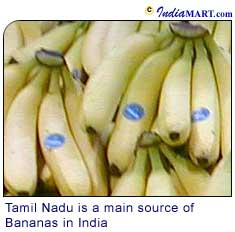 © IndiaMART.com
Tamil Nadu is a main source of
Bananas in India